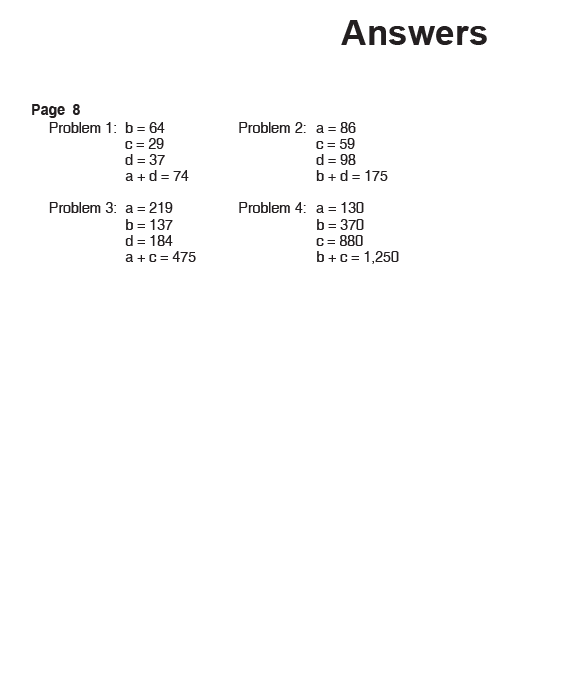 Answers
Page 8
Problem 1: b = 64
c = 29
d = 37
a + d = 74
Problem 2: a = 86
c = 59
d = 98
b + d = 175
Problem 3: a = 219
b = 137
d = 184
a + c = 475
Problem 4: a = 130
b = 370
c = 880
b + c = 1,250